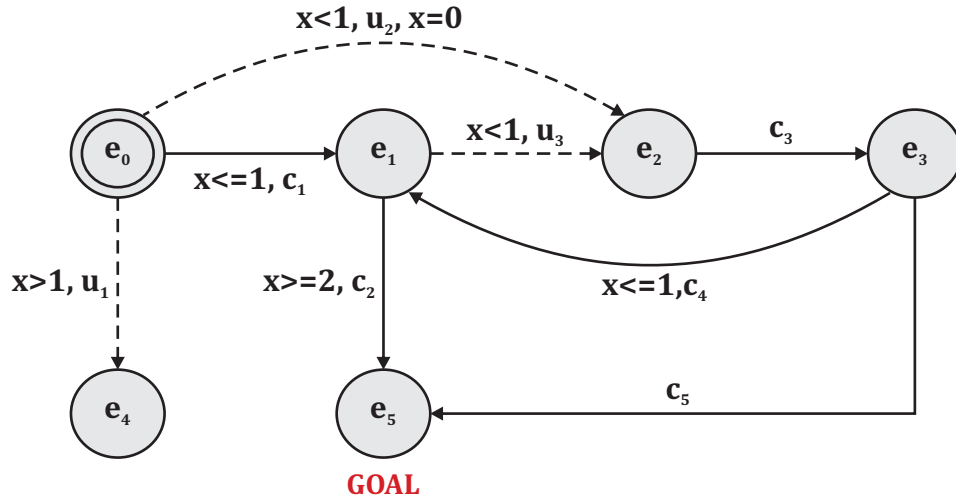 x<1, u₂, x=0
e₀
x<=1, c₁
e₁
x<1, u₃
e₂
c₃
e₃
x>1, u₁
x>=2, c₂
x<=1,c₄
e₄
e₅
c₅
GOAL